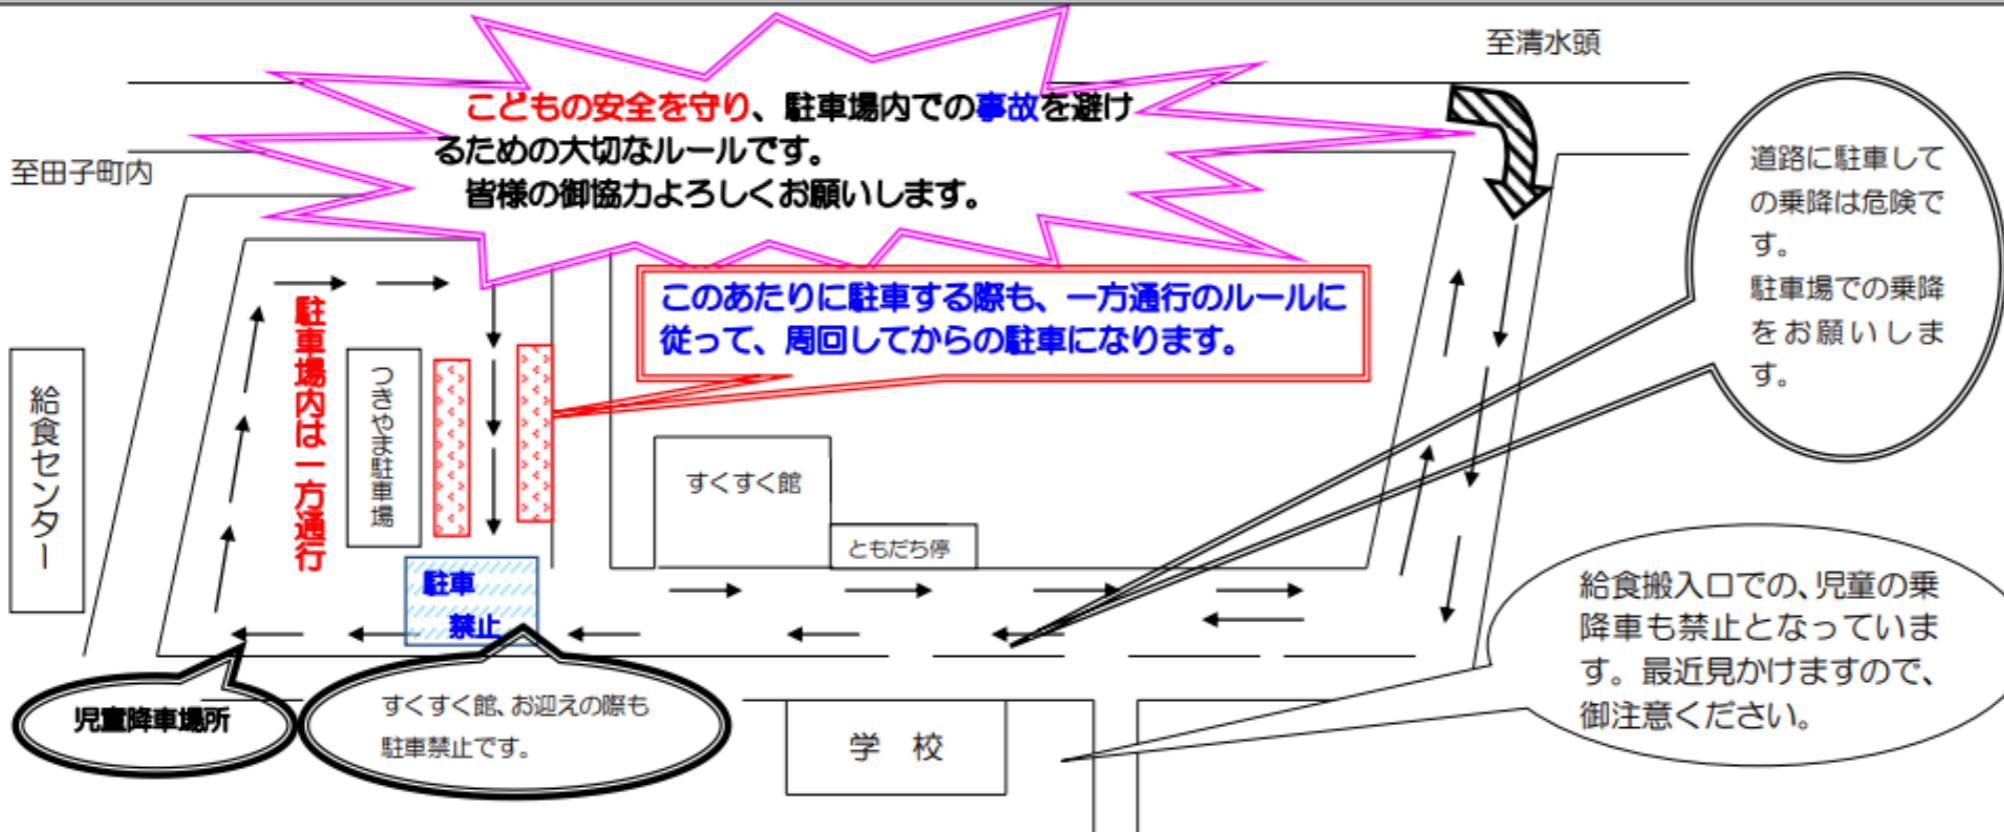 至清水頭
こどもの安全を守り、駐車場内での事故を避け
るための大切なルールです。
皆様の御協力よろしくお願いします。
至田子町内
道路に駐車して
の乗降は危険で
す。
駐車場での乗降
をお願いしま
す。
このあたりに駐車する際も、一方通行のルールに
従って、周回してからの駐車になります。
駐車場内は一方通行
給食センター
つきやま駐車場
すくすく館
ともだち停
駐車
禁止
給食搬入口での、児童の乗
降車も禁止となっていま
す。最近見かけますので、
御注意ください。
児童降車場所
すくすく館、お迎えの際も
駐車禁止です。
学　校